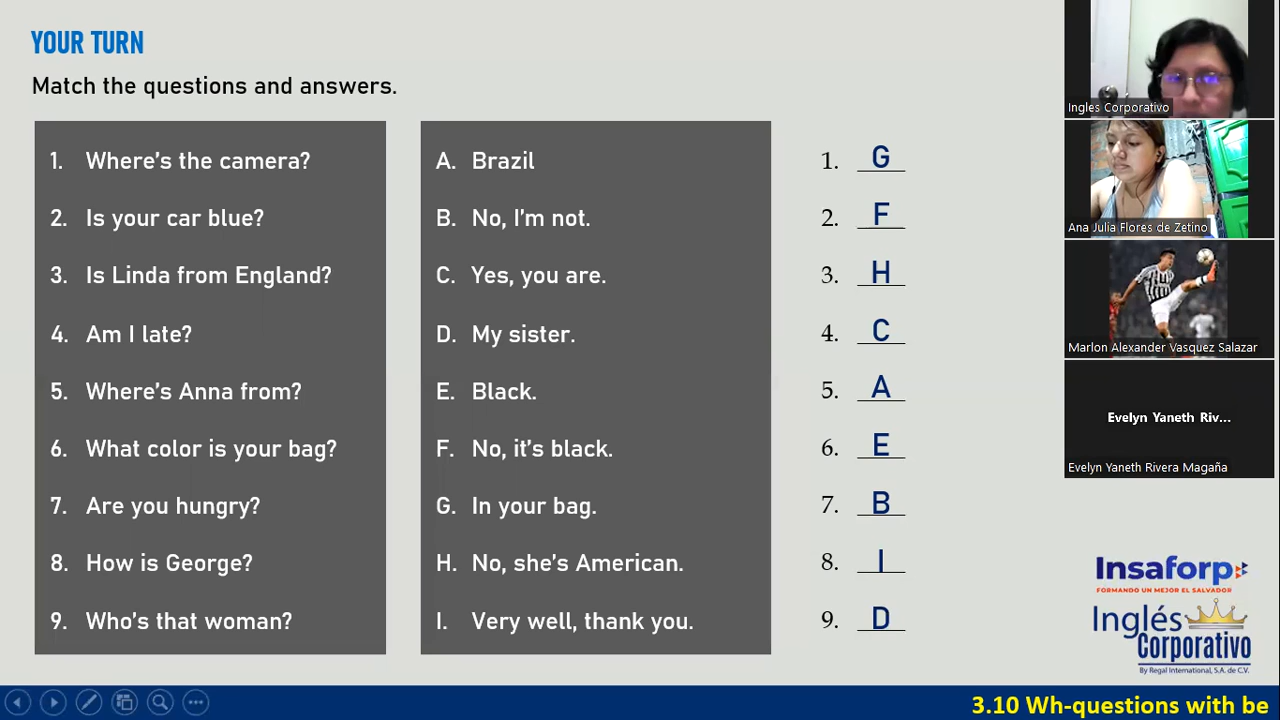 YOUR TURN
Match the questions and answers.
1. Where's the camera?
2. Is your car blue?
3. Is Linda from England?
4. Am I late?
5. Where's Anna from?
6. What color is your bag?
7. Are you hungry?
8. How is George?
9. Who's that woman?
A. Brazil
B. No, I'm not.
C. Yes, you are.
D. My sister.
E. Black.
F. No, it's black.
G. In your bag.
H. No, she's American.
I. Very well, thank you.
1. G
2. F
3. H
4. C
5. A
6. E
7. B
8. I
9. D
Ingles Corporativo
Ana Julia Flores de Zetino
Marlon Alexander Vasquez Salazar
Evelyn Yaneth Riv...
Evelyn Yaneth Rivera Magaña
Insaforp
FORMANDO UN MEJOR EL SALVADOR
Inglés
Corporativo
By Regal International, S.A. de C.V.
3.10 Wh-questions with be